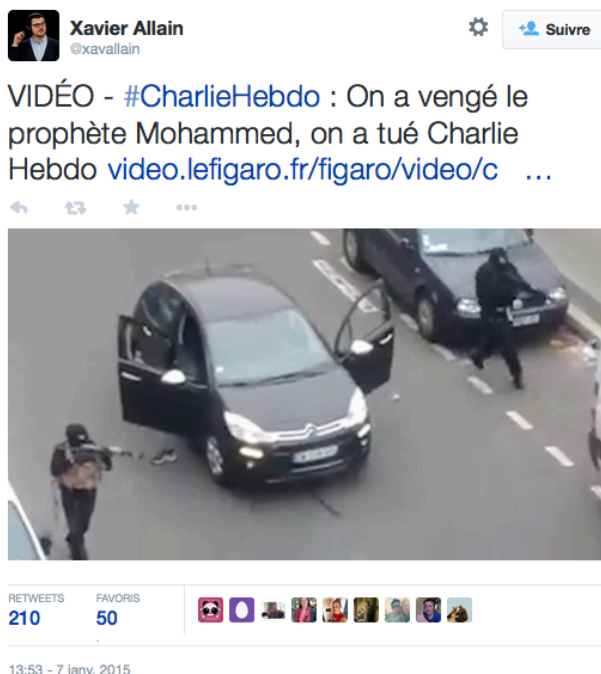 Xavier Allain
@xavallain
Suivre
VIDÉO - #CharlieHebdo : On a vengé le
prophète Mohammed, on a tué Charlie
Hebdo video.lefigaro.fr/figaro/video/c ...
RETWEETS
FAVORIS
210
50
13:53 - 7 janv. 2015